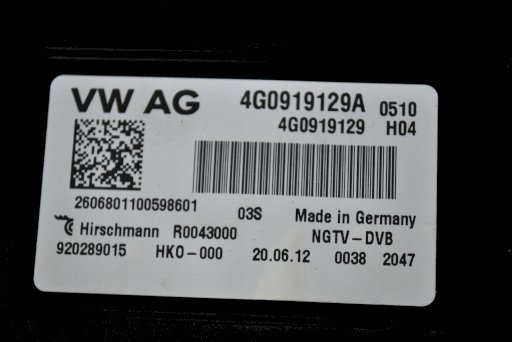 VW AG 4G0919129A 0510
4G0919129 H04
2606801100598601 03S Made in Germany
Hirschmann R0043000 NGTV-DVB
920289015 HKO-000 20.06.12 0038 2047